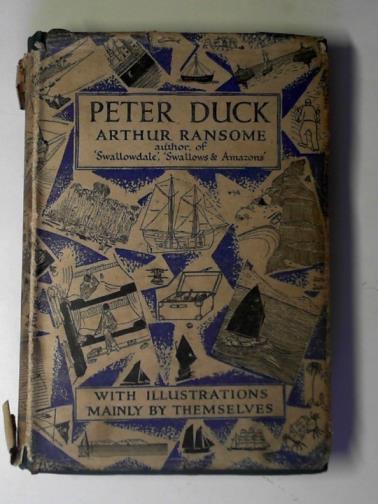 PETER DUCK
ARTHUR RANSOME
author of
'Swallowdale', 'Swallows & Amazons'
WITH ILLUSTRATIONS
MAINLY BY THEMSELVES